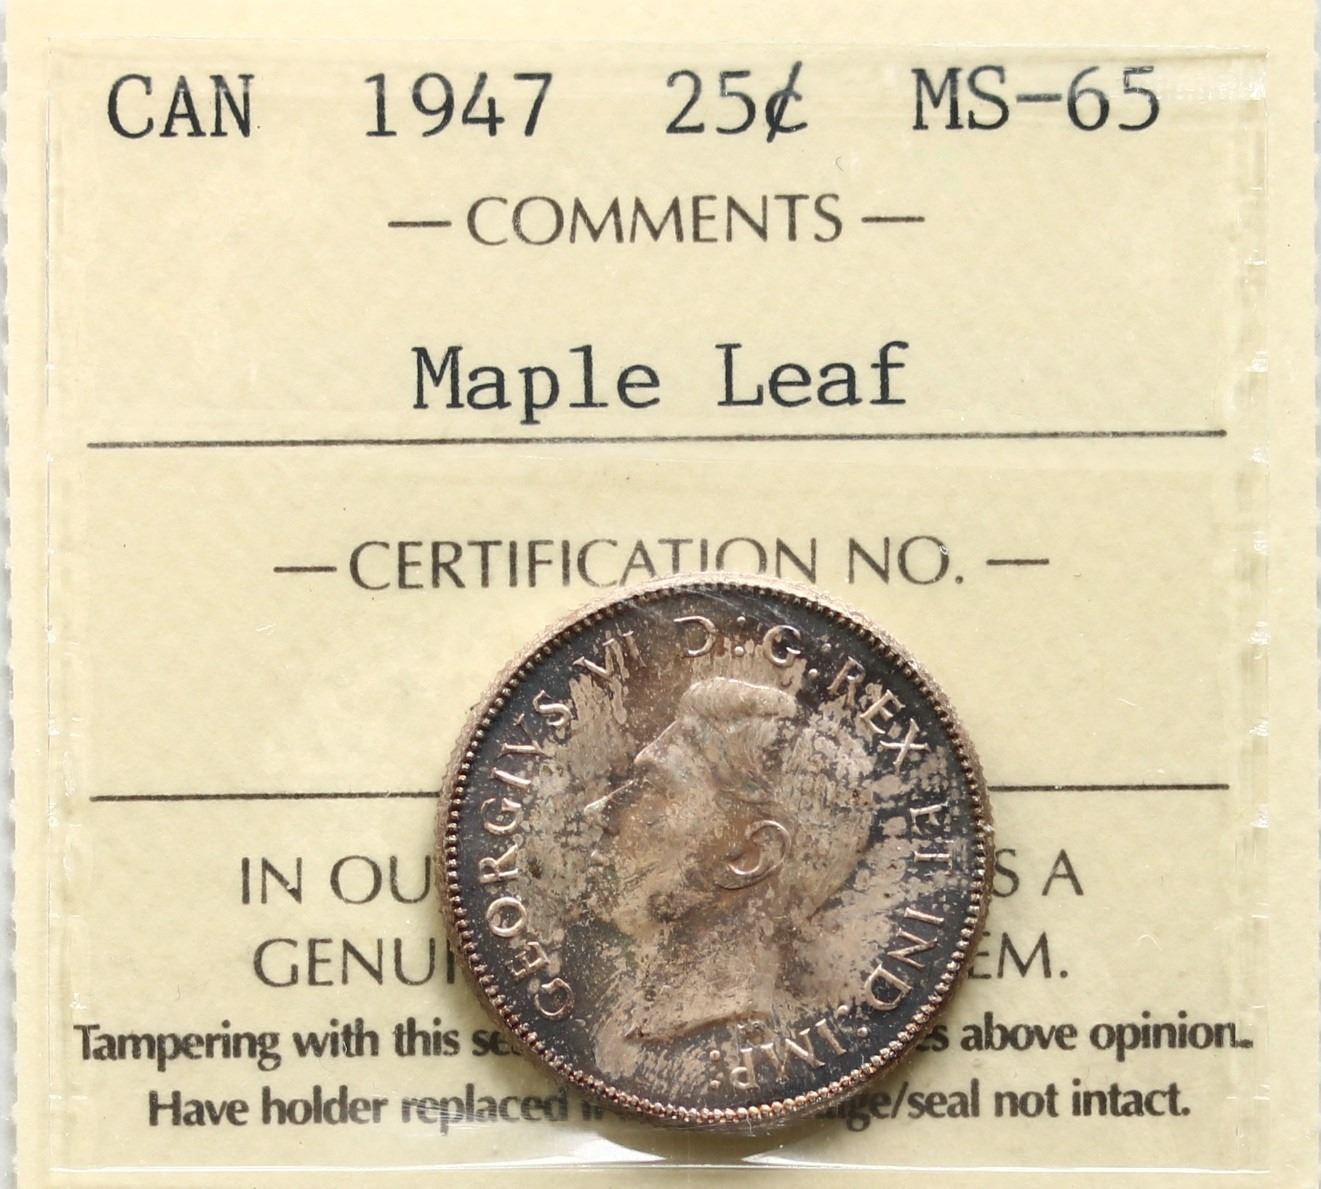 CAN 1947 25¢ MS-65
— COMMENTS —
Maple Leaf
— CERTIFICATION NO. —
GEORGIVS VI D:G:REX ET IND:IMP:
IN OU S A
GENU EM.
Tampering with this se s above opinion.
Have holder replaced ge/seal not intact.